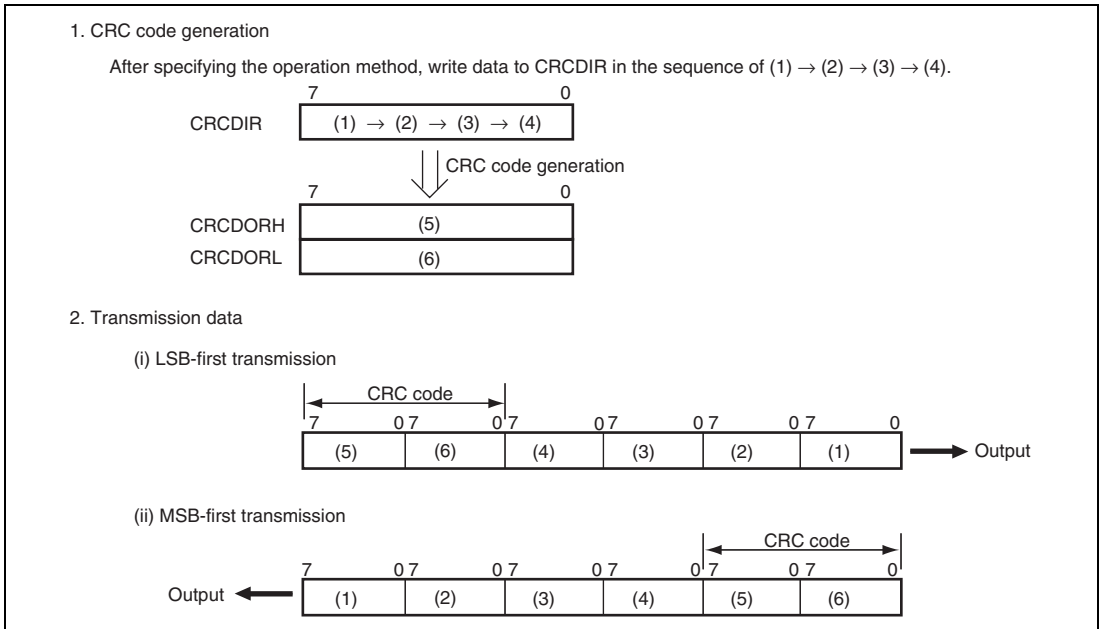 1. CRC code generation
After specifying the operation method, write data to CRCDIR in the sequence of (1) → (2) → (3) → (4).
7 0
CRCDIR (1) → (2) → (3) → (4)
CRC code generation
7 0
CRCDORH (5)
CRCDORL (6)
2. Transmission data
(i) LSB-first transmission
CRC code
7 0 7 0 7 0 7 0 7 0 7 0
(5) (6) (4) (3) (2) (1) Output
(ii) MSB-first transmission
CRC code
7 0 7 0 7 0 7 0 7 0 7 0
Output (1) (2) (3) (4) (5) (6)